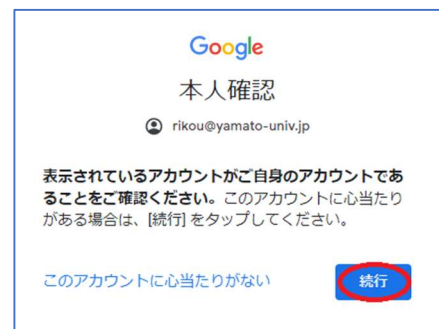 Google
本人確認
rikou@yamato-univ.jp
表示されているアカウントがご自身のアカウントであ
ることをご確認ください。このアカウントに心当たり
がある場合は、[続行] をタップしてください。
このアカウントに心当たりがない
続行